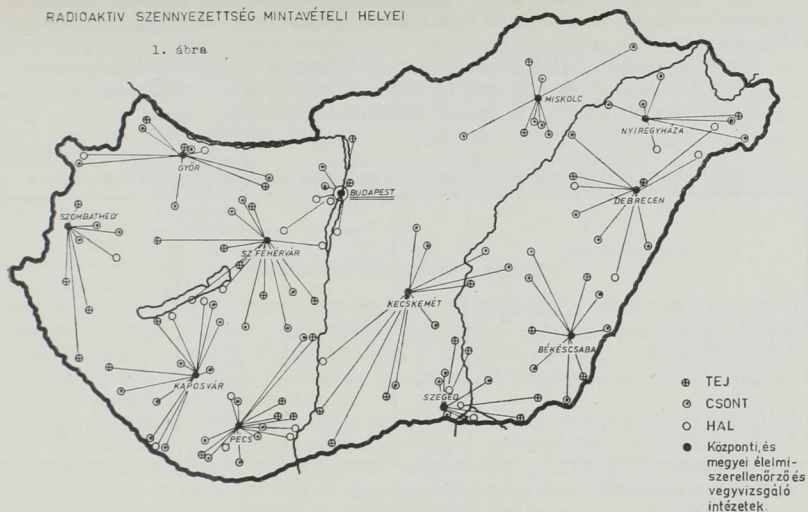 RADIOAKTIV SZENNYEZETTSÉG MINTAVÉTELI HELYEI
1. ábra
MISKOLC
NYIREGYHÁZA
GYŐR
DEBRECEN
BUDAPEST
SZOMBATHELY
SZ.FEHÉRVÁR
KECSKEMÉT
BÉKÉSCSABA
KAPOSVÁR
SZEGED
PÉCS
TEJ
CSONT
HAL
Központi,és
megyei élelmi-
szerellenőrző és
vegyvizsgáló
intézetek.